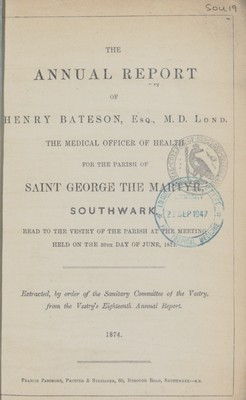 SOU.19
THE
ANNUAL REPORT
OF
HENRY BATESON, ESQ., M.D. LOND.
THE MEDICAL OFFICER OF HEALTH
FOR THE PARISH OF
SAINT GEORGE THE MARTYR,
SOUTHWARK
READ TO THE VESTRY OF THE PARISH AT THE MEETING
HELD ON THE DAY OF JUNE,
Extracted, by order of the Sanitary Committee of the Vestry,
from the Vestry's Eighteenth Annual Report.
1874.
SEP 1947
PRINTER &